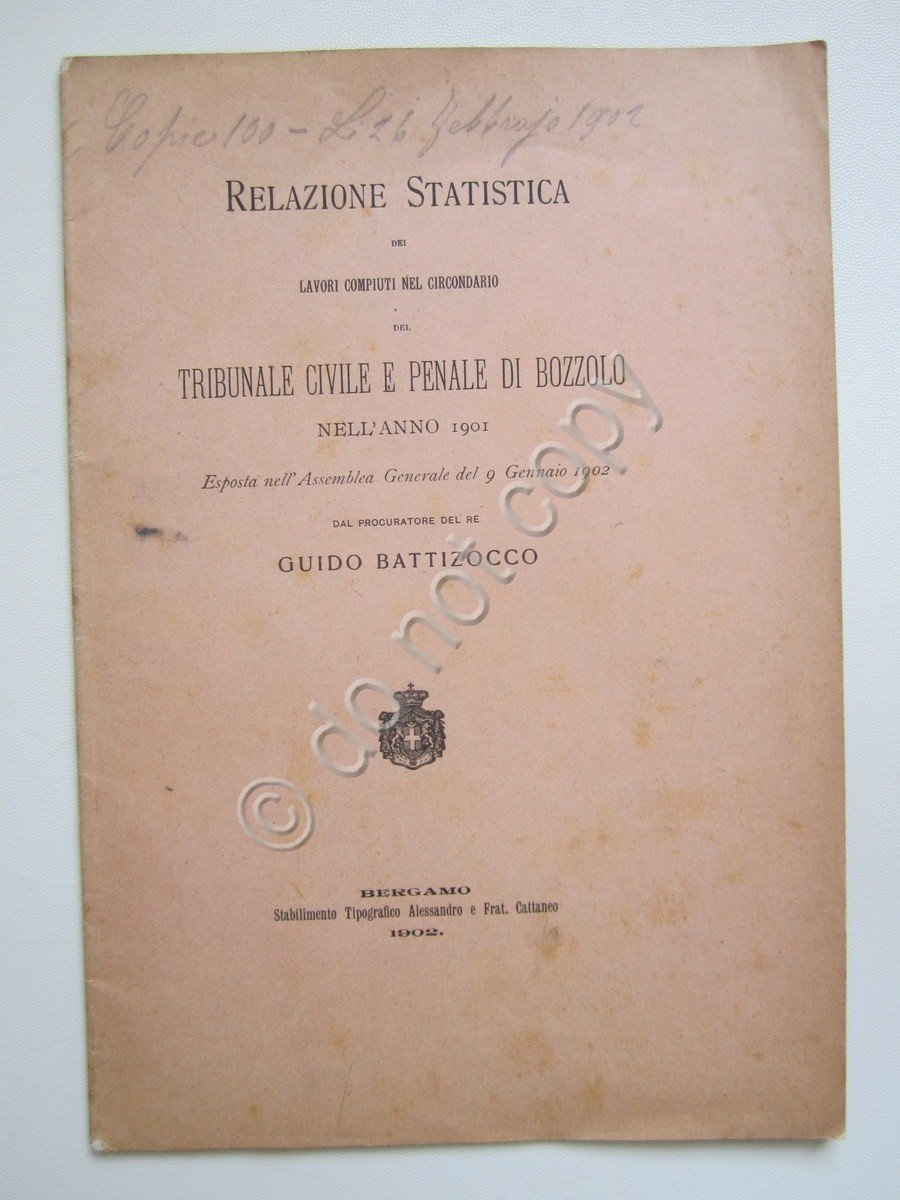 Copie 100 - L 26 Febbrajo 1902
RELAZIONE STATISTICA
DEI
LAVORI COMPIUTI NEL CIRCONDARIO
DEL
TRIBUNALE CIVILE E PENALE DI BOZZOLO
NELL'ANNO 1901
Esposta nell'Assemblea Generale del 9 Gennaio 1902
DAL PROCURATORE DEL RE
GUIDO BATTIZOCCO
© do not copy
BERGAMO
Stabilimento Tipografico Alessandro e Frat. Cattaneo
1902.